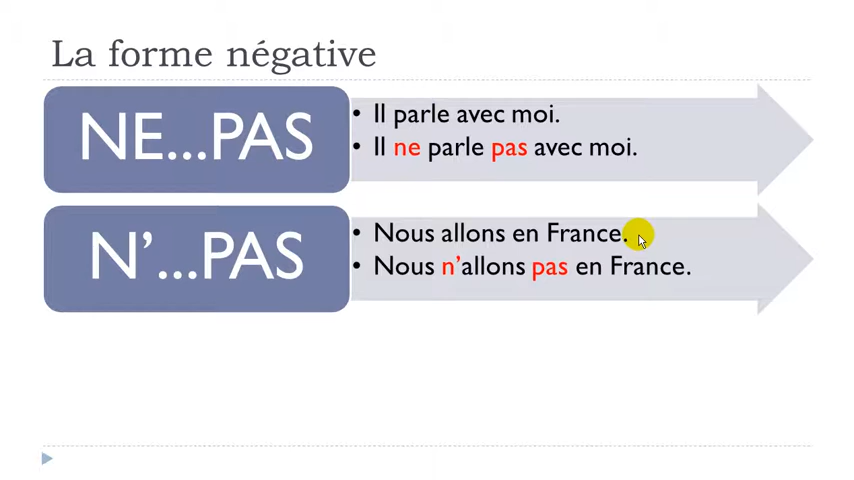 La forme négative
NE...PAS
• Il parle avec moi.
• Il ne parle pas avec moi.
N’...PAS
• Nous allons en France.
• Nous n’allons pas en France.